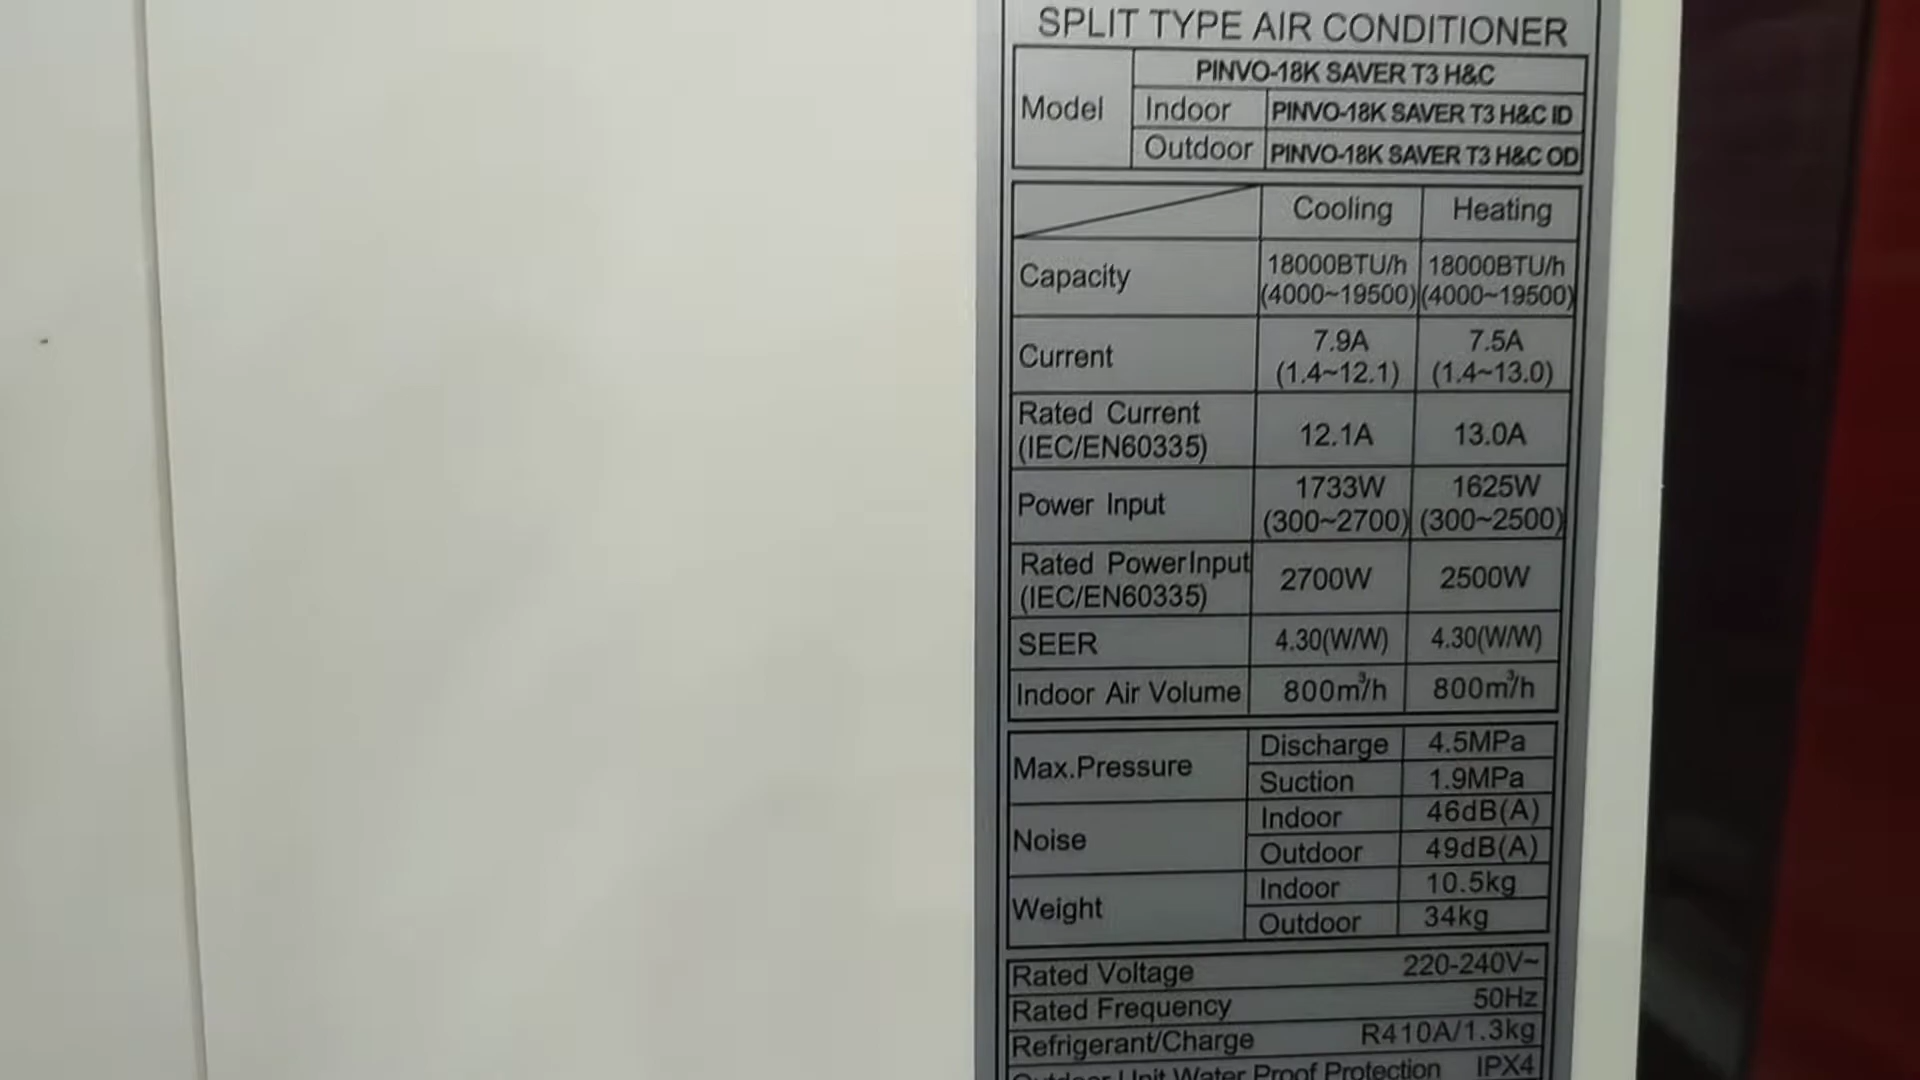 SPLIT TYPE AIR CONDITIONER
Model
PINVO-18K SAVER T3 H&C
Indoor PINVO-18K SAVER T3 H&C ID
Outdoor PINVO-18K SAVER T3 H&C OD
Cooling Heating
Capacity 18000BTU/h (4000~19500) 18000BTU/h (4000~19500)
Current 7.9A (1.4~12.1) 7.5A (1.4~13.0)
Rated Current (IEC/EN60335) 12.1A 13.0A
Power Input 1733W (300~2700) 1625W (300~2500)
Rated PowerInput (IEC/EN60335) 2700W 2500W
SEER 4.30(W/W) 4.30(W/W)
Indoor Air Volume 800m³/h 800m³/h
Max.Pressure
Discharge 4.5MPa
Suction 1.9MPa
Noise
Indoor 46dB(A)
Outdoor 49dB(A)
Weight
Indoor 10.5kg
Outdoor 34kg
Rated Voltage 220-240V~
Rated Frequency 50Hz
Refrigerant/Charge R410A/1.3kg
Outdoor Unit Water Proof Protection IPX4